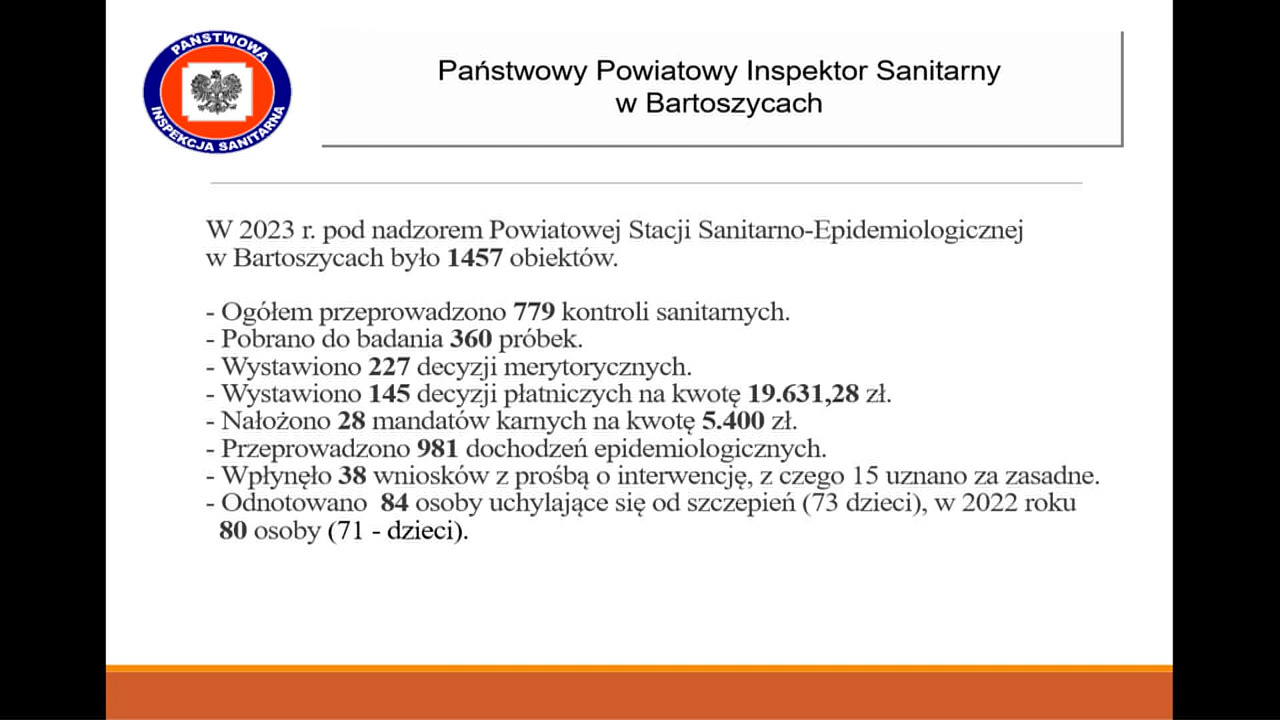 PAŃSTWOWA
INSPEKCJA SANITARNA
Państwowy Powiatowy Inspektor Sanitarny
w Bartoszycach
W 2023 r. pod nadzorem Powiatowej Stacji Sanitarno-Epidemiologicznej
w Bartoszycach było 1457 obiektów.
- Ogółem przeprowadzono 779 kontroli sanitarnych.
- Pobrano do badania 360 próbek.
- Wystawiono 227 decyzji merytorycznych.
- Wystawiono 145 decyzji płatniczych na kwotę 19.631,28 zł.
- Nałożono 28 mandatów karnych na kwotę 5.400 zł.
- Przeprowadzono 981 dochodzeń epidemiologicznych.
- Wpłynęło 38 wniosków z prośbą o interwencję, z czego 15 uznano za zasadne.
- Odnotowano 84 osoby uchylające się od szczepień (73 dzieci), w 2022 roku
80 osoby (71 - dzieci).